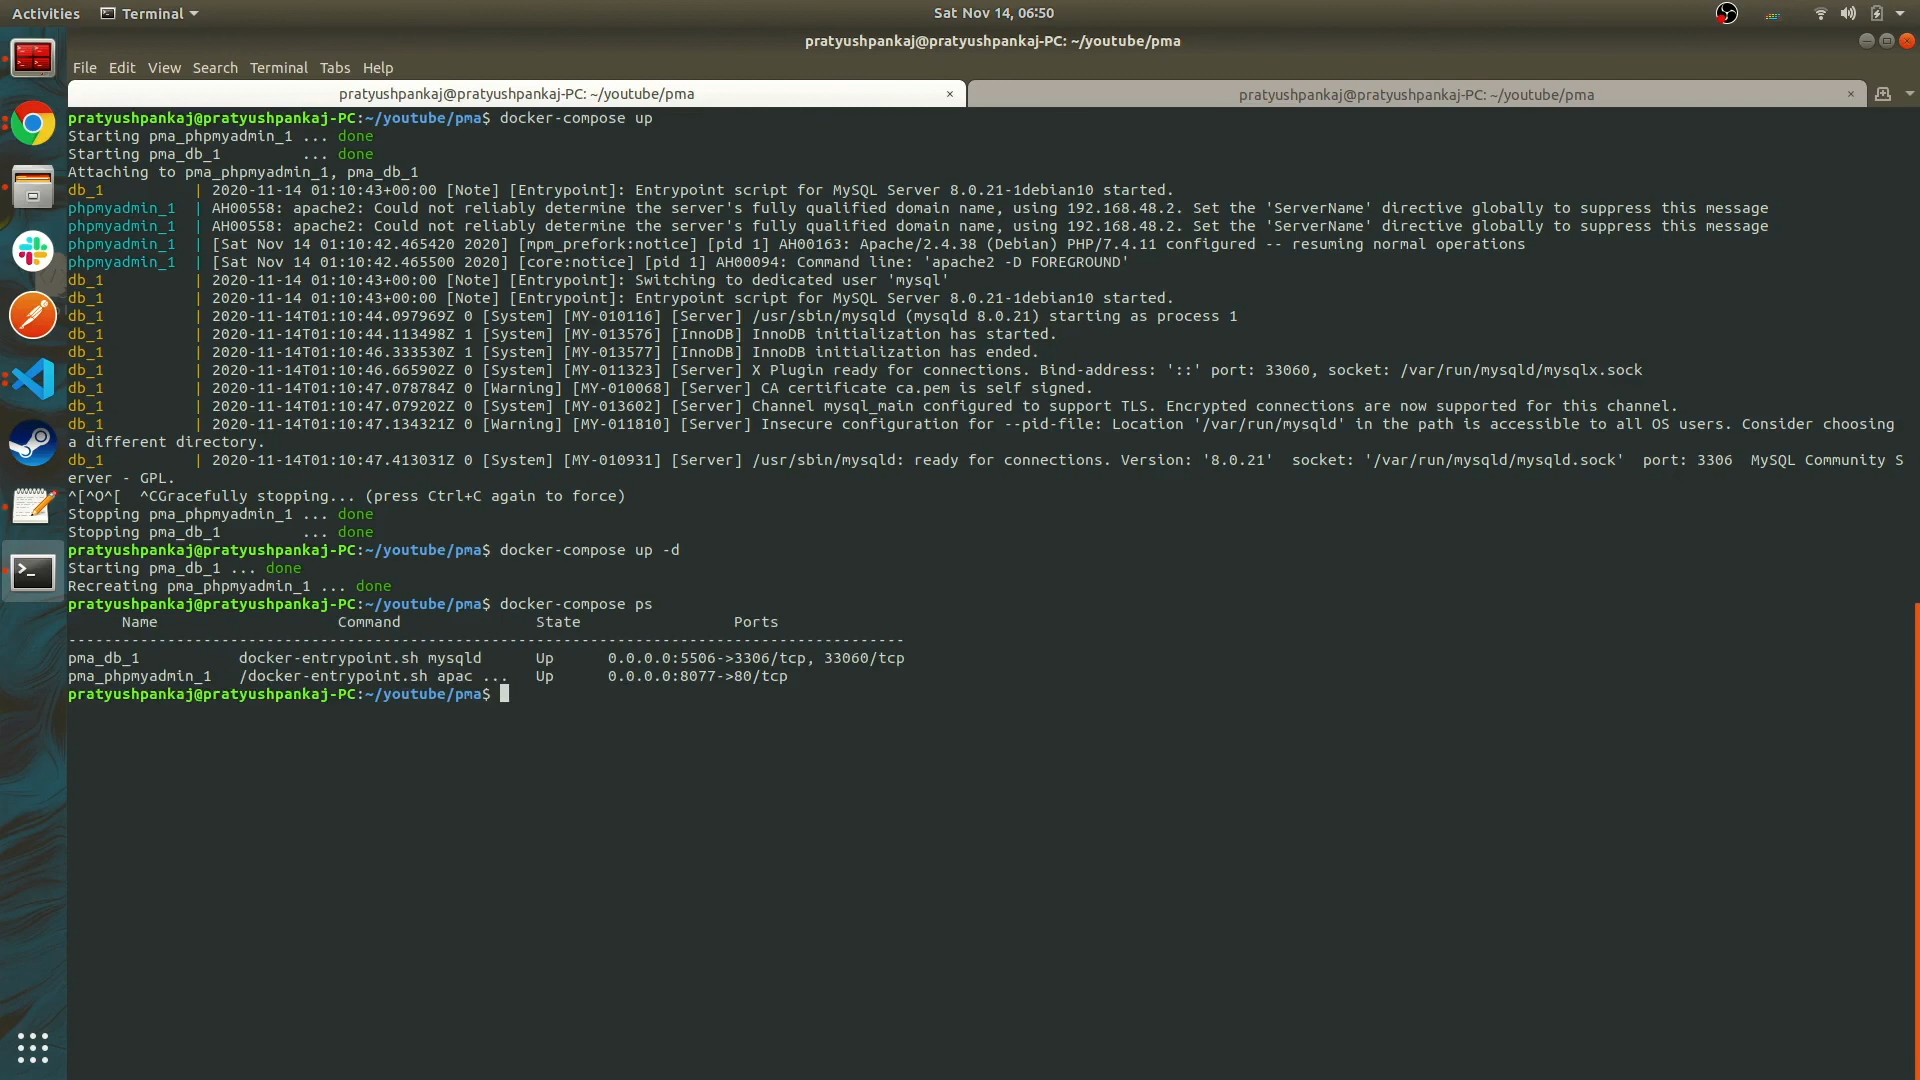 Activities Terminal Sat Nov 14, 06:50
pratyushpankaj@pratyushpankaj-PC: ~/youtube/pma
File Edit View Search Terminal Tabs Help
pratyushpankaj@pratyushpankaj-PC: ~/youtube/pma × pratyushpankaj@pratyushpankaj-PC: ~/youtube/pma ×
pratyushpankaj@pratyushpankaj-PC:~/youtube/pma$ docker-compose up
Starting pma_phpmyadmin_1 ... done
Starting pma_db_1         ... done
Attaching to pma_phpmyadmin_1, pma_db_1
db_1          | 2020-11-14 01:10:43+00:00 [Note] [Entrypoint]: Entrypoint script for MySQL Server 8.0.21-1debian10 started.
phpmyadmin_1  | AH00558: apache2: Could not reliably determine the server's fully qualified domain name, using 192.168.48.2. Set the 'ServerName' directive globally to suppress this message
phpmyadmin_1  | AH00558: apache2: Could not reliably determine the server's fully qualified domain name, using 192.168.48.2. Set the 'ServerName' directive globally to suppress this message
phpmyadmin_1  | [Sat Nov 14 01:10:42.465420 2020] [mpm_prefork:notice] [pid 1] AH00163: Apache/2.4.38 (Debian) PHP/7.4.11 configured -- resuming normal operations
phpmyadmin_1  | [Sat Nov 14 01:10:42.465500 2020] [core:notice] [pid 1] AH00094: Command line: 'apache2 -D FOREGROUND'
db_1          | 2020-11-14 01:10:43+00:00 [Note] [Entrypoint]: Switching to dedicated user 'mysql'
db_1          | 2020-11-14 01:10:43+00:00 [Note] [Entrypoint]: Entrypoint script for MySQL Server 8.0.21-1debian10 started.
db_1          | 2020-11-14T01:10:44.097969Z 0 [System] [MY-010116] [Server] /usr/sbin/mysqld (mysqld 8.0.21) starting as process 1
db_1          | 2020-11-14T01:10:44.113498Z 1 [System] [MY-013576] [InnoDB] InnoDB initialization has started.
db_1          | 2020-11-14T01:10:46.333530Z 1 [System] [MY-013577] [InnoDB] InnoDB initialization has ended.
db_1          | 2020-11-14T01:10:46.665902Z 0 [System] [MY-011323] [Server] X Plugin ready for connections. Bind-address: '::' port: 33060, socket: /var/run/mysqld/mysqlx.sock
db_1          | 2020-11-14T01:10:47.078784Z 0 [Warning] [MY-010068] [Server] CA certificate ca.pem is self signed.
db_1          | 2020-11-14T01:10:47.079202Z 0 [System] [MY-013602] [Server] Channel mysql_main configured to support TLS. Encrypted connections are now supported for this channel.
db_1          | 2020-11-14T01:10:47.134321Z 0 [Warning] [MY-011810] [Server] Insecure configuration for --pid-file: Location '/var/run/mysqld' in the path is accessible to all OS users. Consider choosing
a different directory.
db_1          | 2020-11-14T01:10:47.413031Z 0 [System] [MY-010931] [Server] /usr/sbin/mysqld: ready for connections. Version: '8.0.21'  socket: '/var/run/mysqld/mysqld.sock'  port: 3306  MySQL Community S
erver - GPL.
^[^O^[  ^CGracefully stopping... (press Ctrl+C again to force)
Stopping pma_phpmyadmin_1 ... done
Stopping pma_db_1         ... done
pratyushpankaj@pratyushpankaj-PC:~/youtube/pma$ docker-compose up -d
Starting pma_db_1 ... done
Recreating pma_phpmyadmin_1 ... done
pratyushpankaj@pratyushpankaj-PC:~/youtube/pma$ docker-compose ps
      Name                    Command               State                 Ports
---------------------------------------------------------------------------------------------
pma_db_1           docker-entrypoint.sh mysqld      Up      0.0.0.0:5506->3306/tcp, 33060/tcp
pma_phpmyadmin_1   /docker-entrypoint.sh apac ...   Up      0.0.0.0:8077->80/tcp
pratyushpankaj@pratyushpankaj-PC:~/youtube/pma$